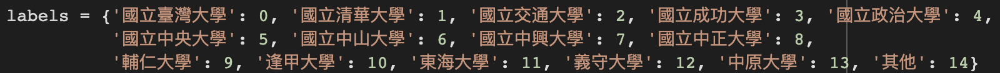 labels = {'國立臺灣大學': 0, '國立清華大學': 1, '國立交通大學': 2, '國立成功大學': 3, '國立政治大學': 4,
'國立中央大學': 5, '國立中山大學': 6, '國立中興大學': 7, '國立中正大學': 8,
'輔仁大學': 9, '逢甲大學': 10, '東海大學': 11, '義守大學': 12, '中原大學': 13, '其他': 14}